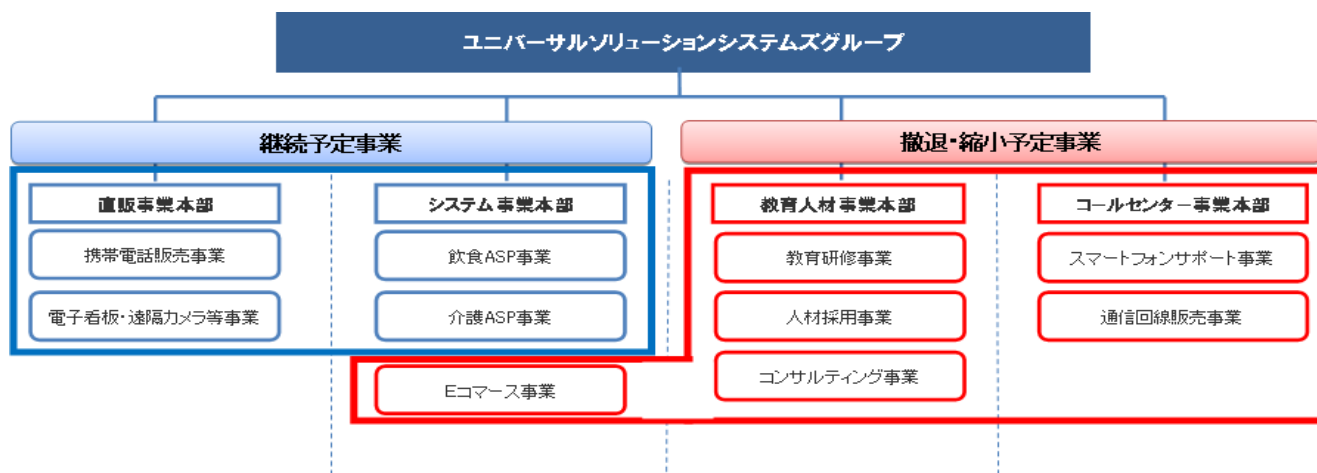 ユニバーサルソリューションシステムズグループ
継続予定事業
撤退・縮小予定事業
直販事業本部
システム事業本部
教育人材事業本部
コールセンター事業本部
携帯電話販売事業
飲食ASP事業
教育研修事業
スマートフォンサポート事業
電子看板・遠隔カメラ等事業
介護ASP事業
人材採用事業
通信回線販売事業
Eコマース事業
コンサルティング事業